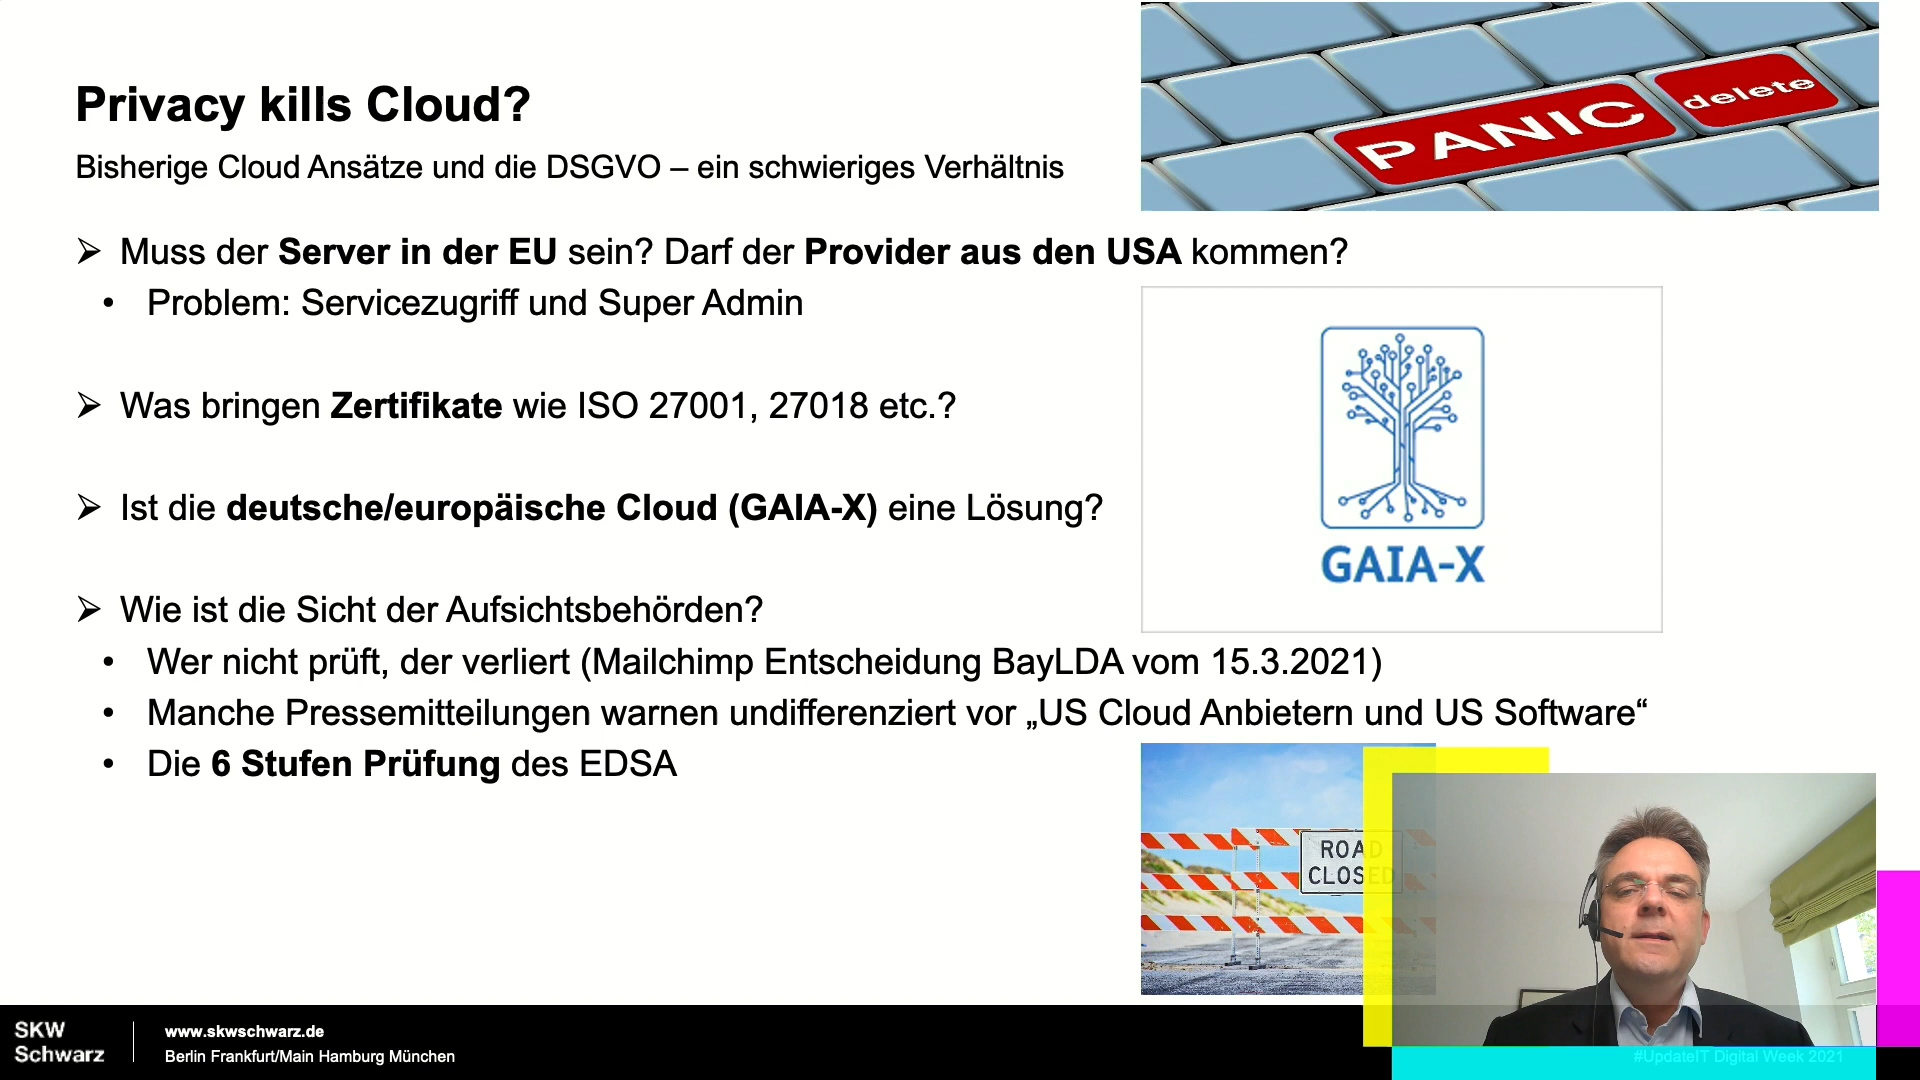 PANIC delete
Privacy kills Cloud?
Bisherige Cloud Ansätze und die DSGVO – ein schwieriges Verhältnis
➢ Muss der Server in der EU sein? Darf der Provider aus den USA kommen?
• Problem: Servicezugriff und Super Admin
➢ Was bringen Zertifikate wie ISO 27001, 27018 etc.?
➢ Ist die deutsche/europäische Cloud (GAIA-X) eine Lösung?
GAIA-X
➢ Wie ist die Sicht der Aufsichtsbehörden?
• Wer nicht prüft, der verliert (Mailchimp Entscheidung BayLDA vom 15.3.2021)
• Manche Pressemitteilungen warnen undifferenziert vor „US Cloud Anbietern und US Software“
• Die 6 Stufen Prüfung des EDSA
ROAD
CLOSED
SKW
Schwarz
www.skwschwarz.de
Berlin Frankfurt/Main Hamburg München
#UpdateIT Digital Week 2021